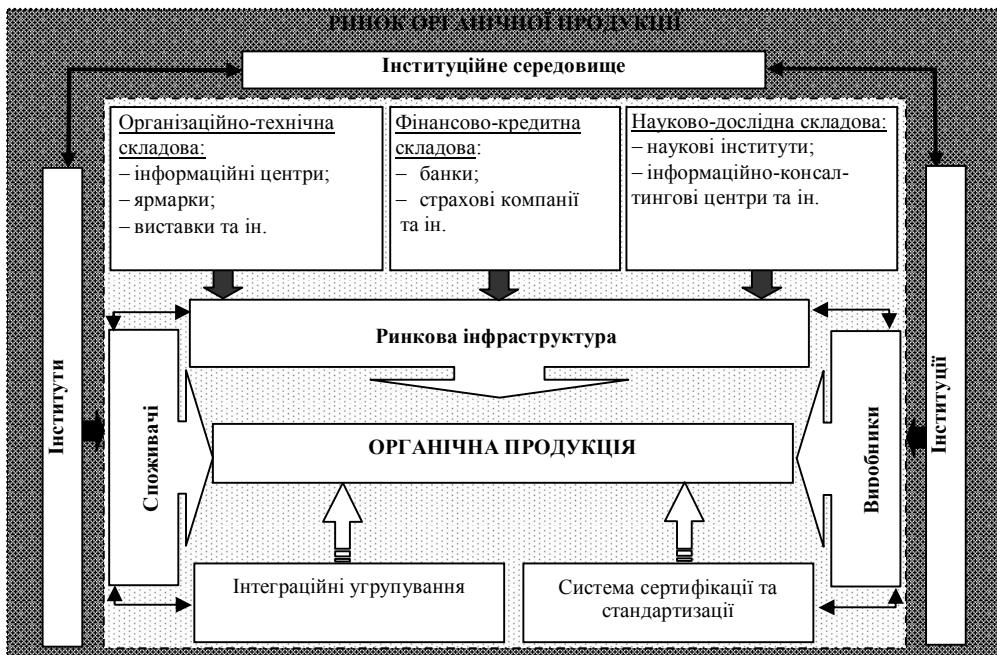 РИНОК ОРГАНІЧНОЇ ПРОДУКЦІЇ
Інституційне середовище
Організаційно-технічна
складова:
– інформаційні центри;
– ярмарки;
– виставки та ін.
Фінансово-кредитна
складова:
– банки;
– страхові компанії
та ін.
Науково-дослідна складова:
– наукові інститути;
– інформаційно-консал-
тингові центри та ін.
Ринкова інфраструктура
Інститути
Споживачі
ОРГАНІЧНА ПРОДУКЦІЯ
Виробники
Інституції
Інтеграційні угрупування
Система сертифікації та
стандартизації